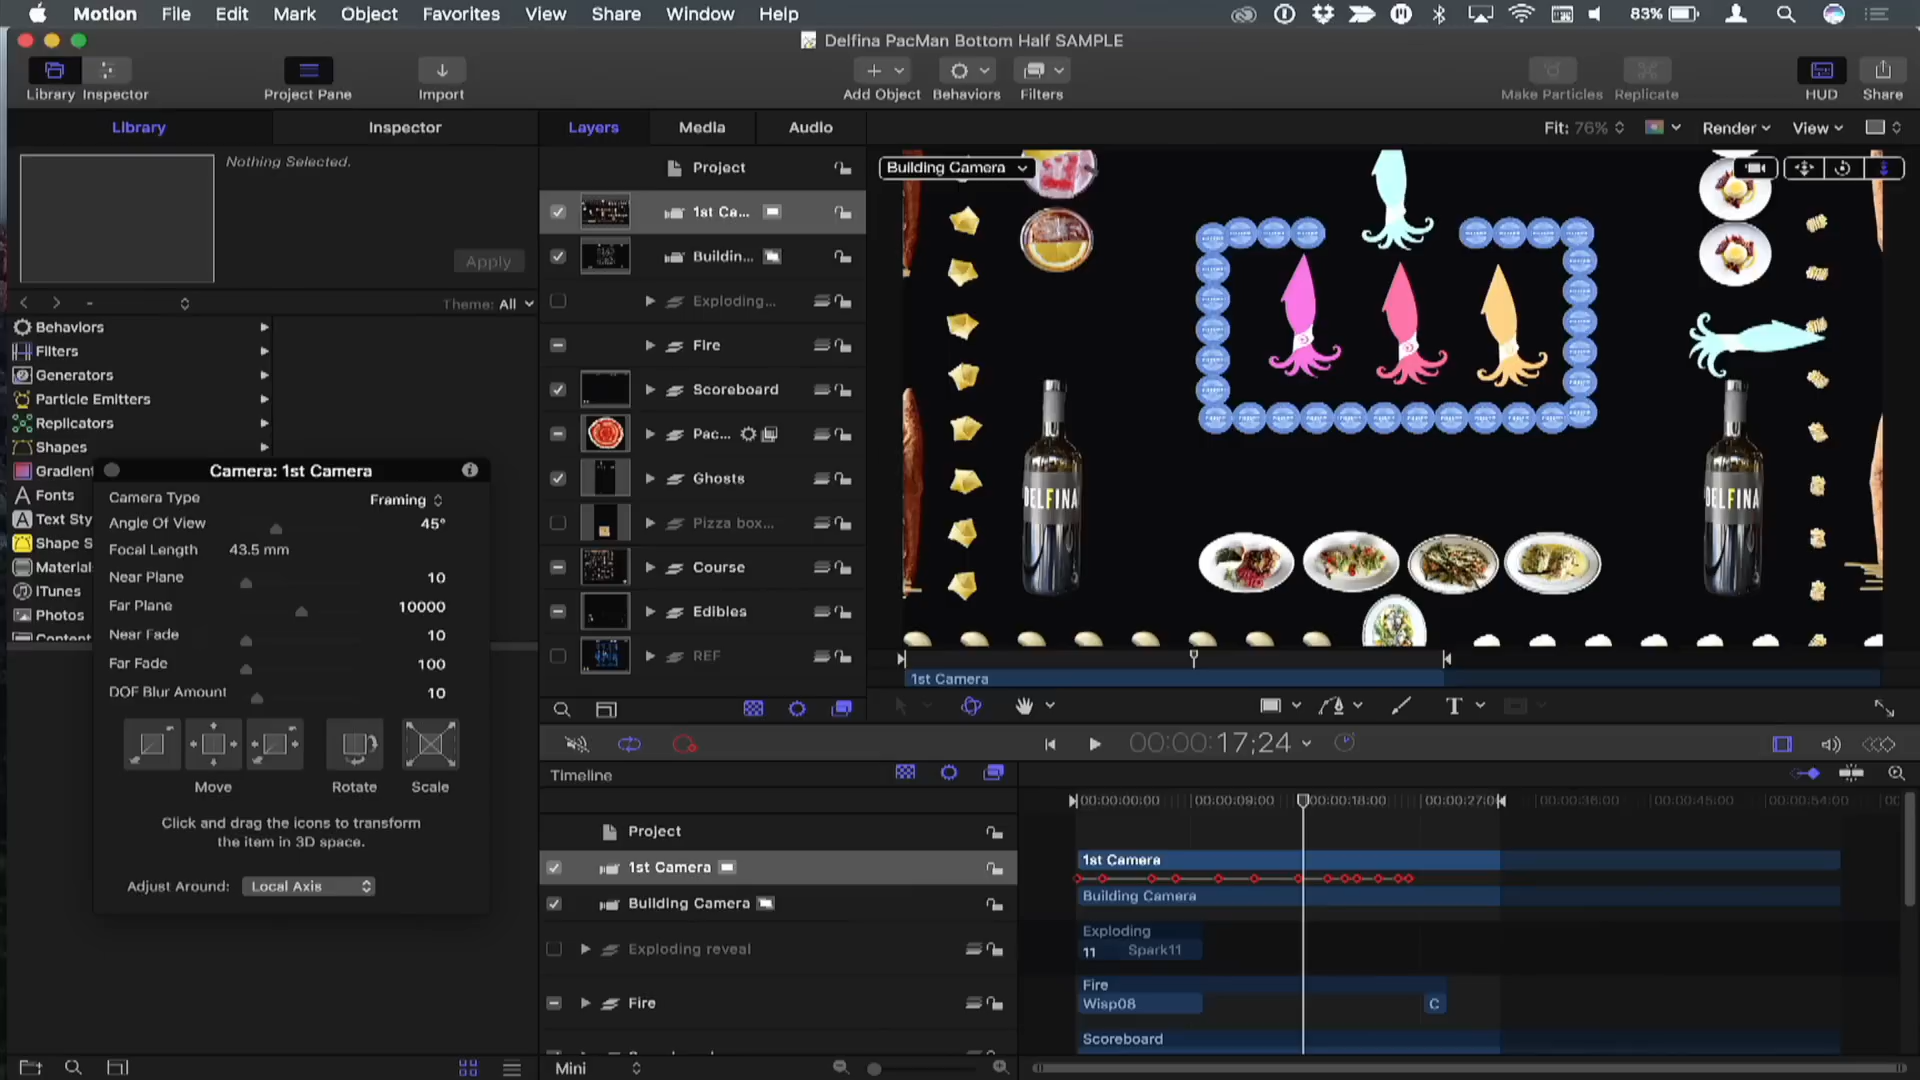 Motion File Edit Mark Object Favorites View Share Window Help 83%
Delfina PacMan Bottom Half SAMPLE
Library Inspector Project Pane Import Add Object Behaviors Filters Make Particles Replicate HUD Share
Library Inspector Layers Media Audio Fit: 76% Render View
Nothing Selected.
Apply
Theme: All
Behaviors
Filters
Generators
Particle Emitters
Replicators
Shapes
Gradient
Fonts
Text Sty
Shape S
Material
iTunes
Photos
Content
Camera: 1st Camera
Camera Type Framing
Angle Of View 45°
Focal Length 43.5 mm
Near Plane 10
Far Plane 10000
Near Fade 10
Far Fade 100
DOF Blur Amount 10
Move Rotate Scale
Click and drag the icons to transform
the item in 3D space.
Adjust Around: Local Axis
Project
1st Ca...
Buildin...
Exploding...
Fire
Scoreboard
Pac...
Ghosts
Pizza box...
Course
Edibles
REF
Building Camera
DELFINA
DELFINA
1st Camera
T
00:00:17;24
Timeline
00:00:00:00 00:00:09:00 00:00:18:00 00:00:27:0 00:00:36:00 00:00:45:00 00:00:54:00 00
Project
1st Camera
Building Camera
Exploding reveal
Fire
1st Camera
Building Camera
Exploding
11 Spark11
Fire
Wisp08 C
Scoreboard
Mini